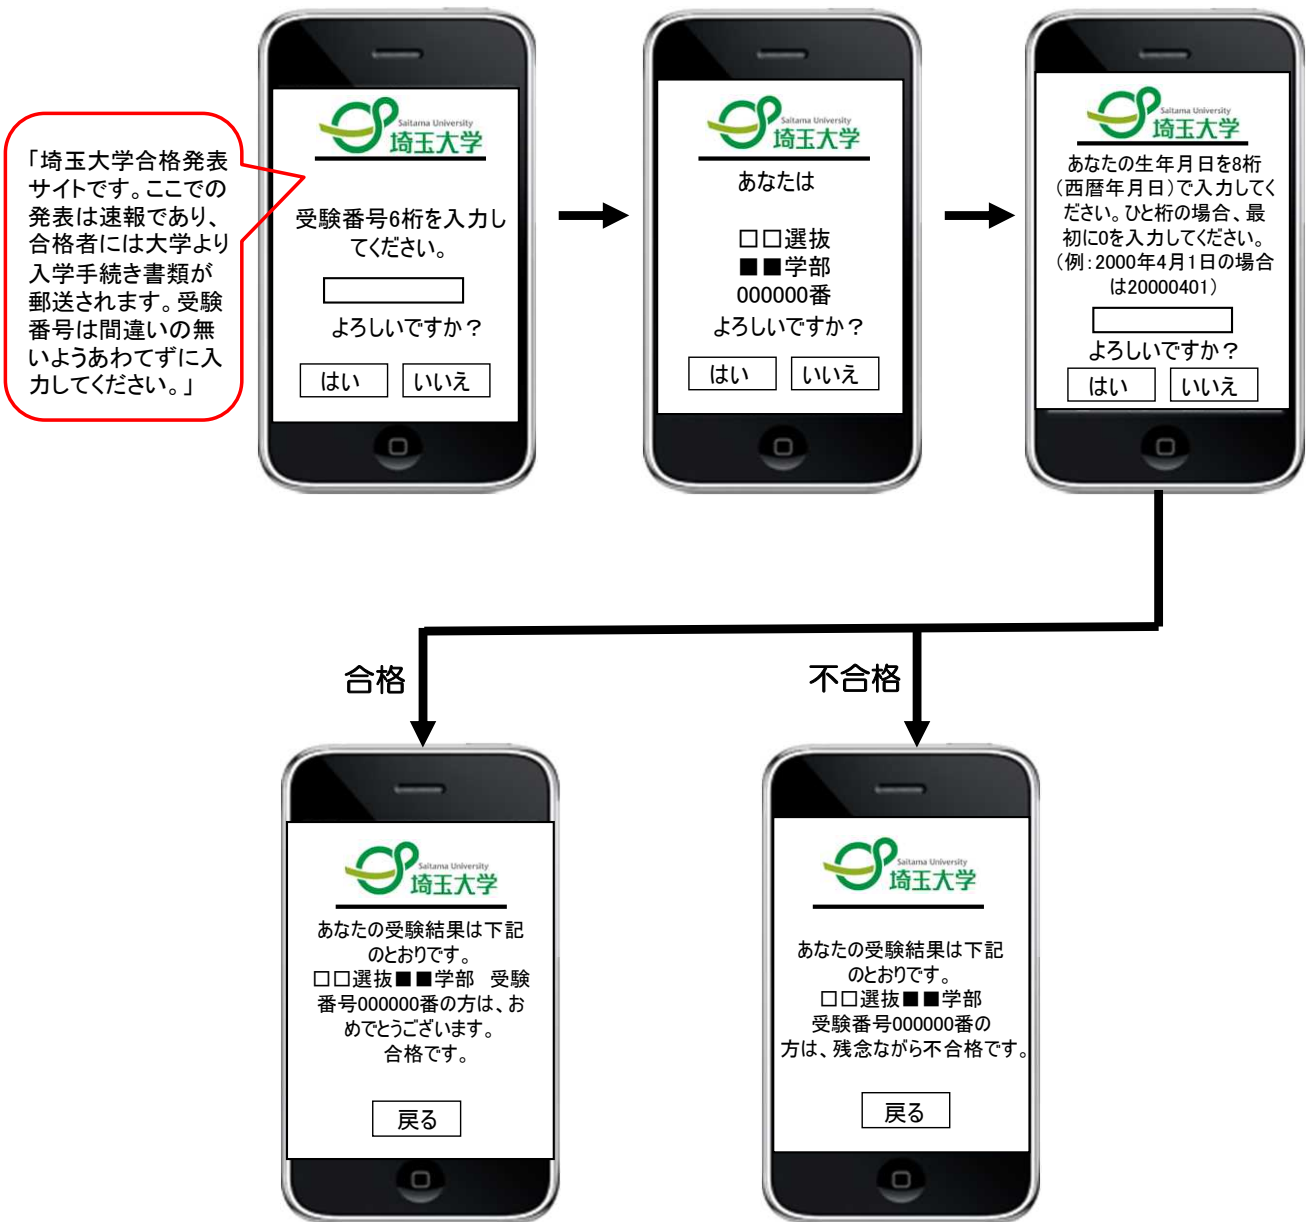 「埼玉大学合格発表
サイトです。ここでの
発表は速報であり、
合格者には大学より
入学手続き書類が
郵送されます。受験
番号は間違いの無
いようあわてずに入
力してください。」
Saitama University
埼玉大学
受験番号6桁を入力し
てください。
よろしいですか？
はい
いいえ
Saitama University
埼玉大学
あなたは
□□選抜
■■学部
000000番
よろしいですか？
はい
いいえ
Saitama University
埼玉大学
あなたの生年月日を8桁
（西暦年月日）で入力してく
ださい。ひと桁の場合、最
初に0を入力してください。
（例：2000年4月1日の場合
は20000401）
よろしいですか？
はい
いいえ
合格
不合格
Saitama University
埼玉大学
あなたの受験結果は下記
のとおりです。
□□選抜■■学部　受験
番号000000番の方は、お
めでとうございます。
合格です。
戻る
Saitama University
埼玉大学
あなたの受験結果は下記
のとおりです。
□□選抜■■学部
受験番号000000番の
方は、残念ながら不合格です。
戻る